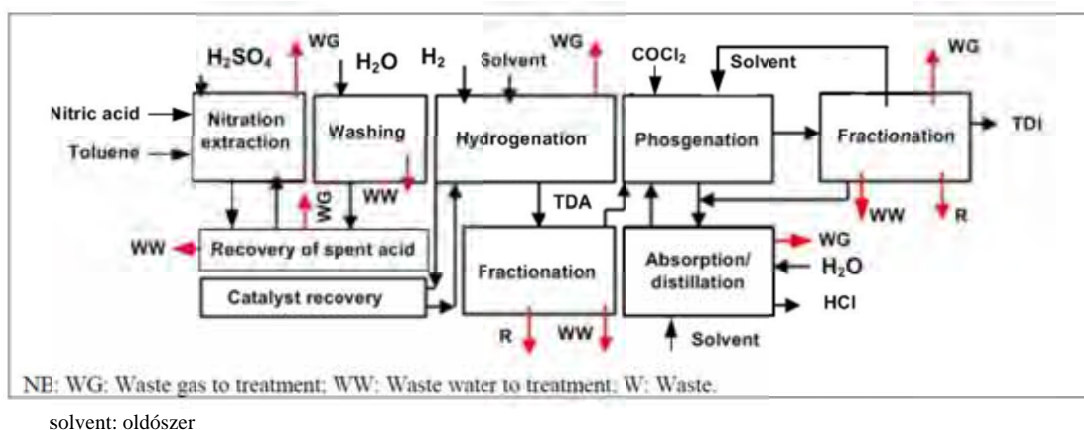 WG
H₂SO₄
H₂O
H₂
Solvent
WG
COCl₂
Solvent
WG
Nitric acid
Toluene
Nitration
extraction
Washing
Hydrogenation
Phosgenation
Fractionation
TDI
WG
WW
TDA
WW
R
WW
Recovery of spent acid
Catalyst recovery
Fractionation
Absorption/
distillation
WG
H₂O
HCl
R
WW
Solvent
NB: WG: Waste gas to treatment; WW: Waste water to treatment; W: Waste.
solvent: oldószer